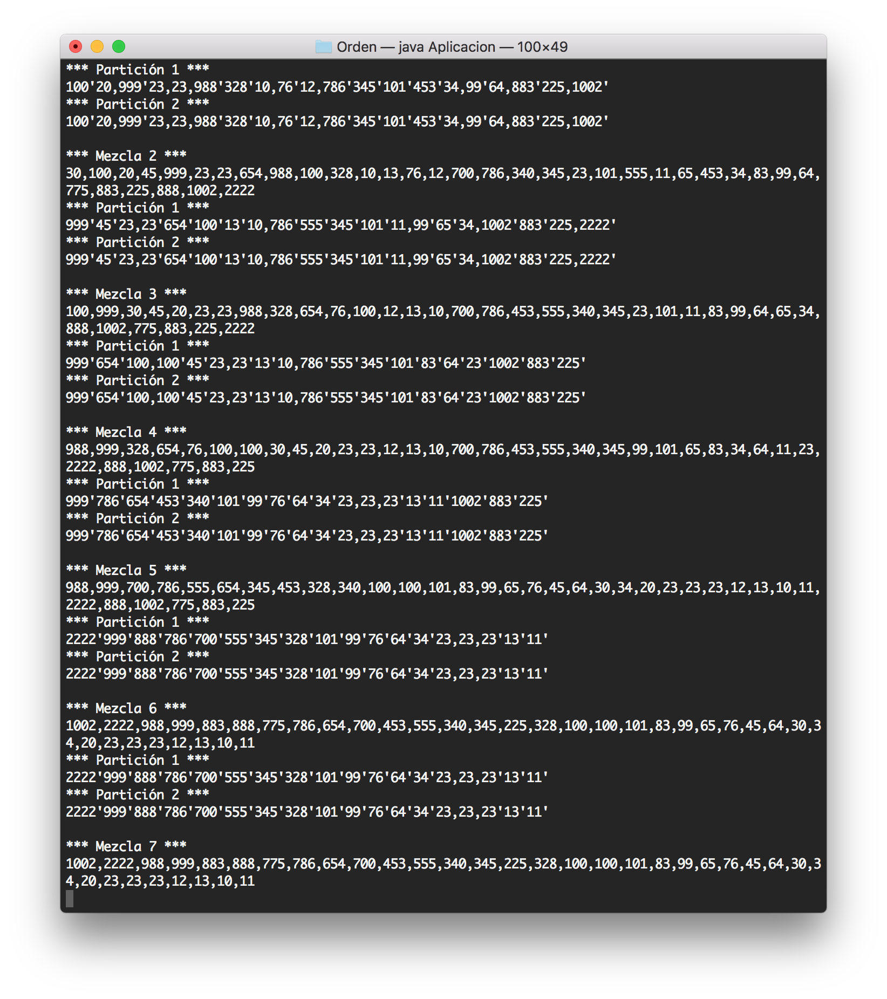 Orden — java Aplicacion — 100×49
*** Partición 1 ***
100'20,999'23,23,988'328'10,76'12,786'345'101'453'34,99'64,883'225,1002'
*** Partición 2 ***
100'20,999'23,23,988'328'10,76'12,786'345'101'453'34,99'64,883'225,1002'
*** Mezcla 2 ***
30,100,20,45,999,23,23,654,988,100,328,10,13,76,12,700,786,340,345,23,101,555,11,65,453,34,83,99,64,
775,883,225,888,1002,2222
*** Partición 1 ***
999'45'23,23'654'100'13'10,786'555'345'101'11,99'65'34,1002'883'225,2222'
*** Partición 2 ***
999'45'23,23'654'100'13'10,786'555'345'101'11,99'65'34,1002'883'225,2222'
*** Mezcla 3 ***
100,999,30,45,20,23,23,988,328,654,76,100,12,13,10,700,786,453,555,340,345,23,101,11,83,99,64,65,34,
888,1002,775,883,225,2222
*** Partición 1 ***
999'654'100,100'45'23,23'13'10,786'555'345'101'83'64'23'1002'883'225'
*** Partición 2 ***
999'654'100,100'45'23,23'13'10,786'555'345'101'83'64'23'1002'883'225'
*** Mezcla 4 ***
988,999,328,654,76,100,100,30,45,20,23,23,12,13,10,700,786,453,555,340,345,99,101,65,83,34,64,11,23,
2222,888,1002,775,883,225
*** Partición 1 ***
999'786'654'453'340'101'99'76'64'34'23,23,23'13'11'1002'883'225'
*** Partición 2 ***
999'786'654'453'340'101'99'76'64'34'23,23,23'13'11'1002'883'225'
*** Mezcla 5 ***
988,999,700,786,555,654,345,453,328,340,100,100,101,83,99,65,76,45,64,30,34,20,23,23,23,12,13,10,11,
2222,888,1002,775,883,225
*** Partición 1 ***
2222'999'888'786'700'555'345'328'101'99'76'64'34'23,23,23'13'11'
*** Partición 2 ***
2222'999'888'786'700'555'345'328'101'99'76'64'34'23,23,23'13'11'
*** Mezcla 6 ***
1002,2222,988,999,883,888,775,786,654,700,453,555,340,345,225,328,100,100,101,83,99,65,76,45,64,30,3
4,20,23,23,23,12,13,10,11
*** Partición 1 ***
2222'999'888'786'700'555'345'328'101'99'76'64'34'23,23,23'13'11'
*** Partición 2 ***
2222'999'888'786'700'555'345'328'101'99'76'64'34'23,23,23'13'11'
*** Mezcla 7 ***
1002,2222,988,999,883,888,775,786,654,700,453,555,340,345,225,328,100,100,101,83,99,65,76,45,64,30,3
4,20,23,23,23,12,13,10,11